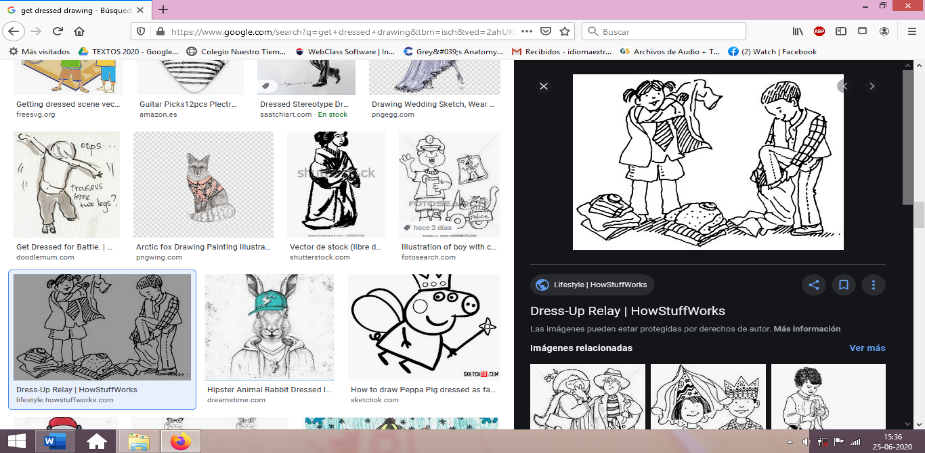 get dressed drawing - Búsqued
https://www.google.com/search?q=get+dressed+drawing&tbm=isch&ved=2ahUK
Buscar
Más visitados
TEXTOS 2020 - Google...
Colegio Nuestro Tiem...
WebClass Software | In...
Grey&#039;s Anatomy...
Recibidos - idiomaextr...
Archivos de Audio + T...
(2) Watch | Facebook
Getting dressed scene vec...
freesvg.org
Guitar Picks12pcs Plectr...
amazon.es
Dressed Stereotype Dr...
saatchiart.com En stock
Drawing Wedding Sketch, Wear ...
pngegg.com
oops...
trousers
have
two legs?
shutterstock
FOTOSEARCH
hace 2 días
Get Dressed for Battle. | ...
doodlemum.com
Arctic fox Drawing Painting Illustra...
pngwing.com
Vector de stock (libre d...
shutterstock.com
Illustration of boy with c...
fotosearch.com
SKETCHOK.COM
Dress-Up Relay | HowStuffWorks
lifestyle.howstuffworks.com
Hipster Animal Rabbit Dressed I...
dreamstime.com
How to draw Peppa Pig dressed as fa...
sketchok.com
Lifestyle | HowStuffWorks
Dress-Up Relay | HowStuffWorks
Las imágenes pueden estar protegidas por derechos de autor. Más información
Imágenes relacionadas
Ver más
15:36
25-06-2020